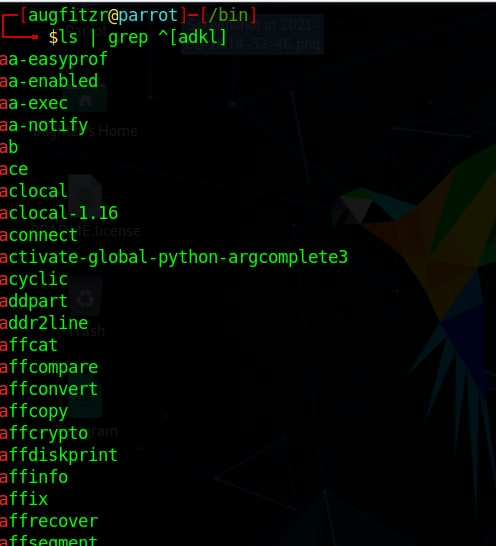 [augfitzr@parrot]─[/bin]
$ls | grep ^[adkl]
aa-easyprof
aa-enabled
aa-exec
aa-notify
ab
ace
aclocal
aclocal-1.16
aconnect
activate-global-python-argcomplete3
acyclic
addpart
addr2line
affcat
affcompare
affconvert
affcopy
affcrypto
affdiskprint
affinfo
affix
affrecover
affsegment